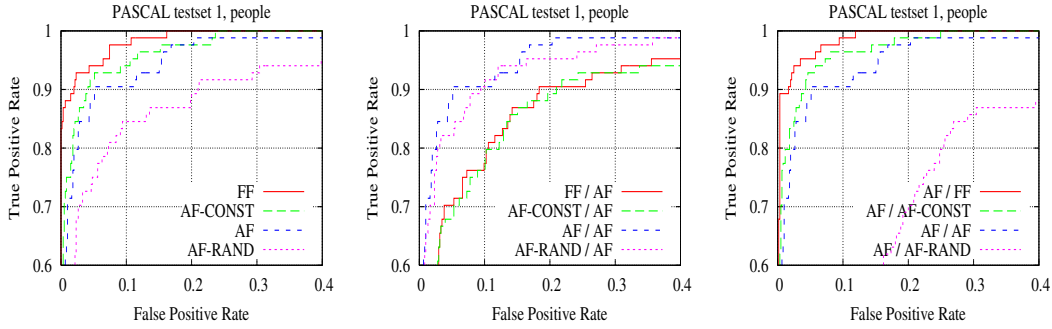 PASCAL testset 1, people
True Positive Rate
1
0.9
0.8
0.7
0.6
FF
AF-CONST
AF
AF-RAND
0
0.1
0.2
0.3
0.4
False Positive Rate
PASCAL testset 1, people
True Positive Rate
1
0.9
0.8
0.7
0.6
FF / AF
AF-CONST / AF
AF / AF
AF-RAND / AF
0
0.1
0.2
0.3
0.4
False Positive Rate
PASCAL testset 1, people
True Positive Rate
1
0.9
0.8
0.7
0.6
AF / FF
AF / AF-CONST
AF / AF
AF / AF-RAND
0
0.1
0.2
0.3
0.4
False Positive Rate